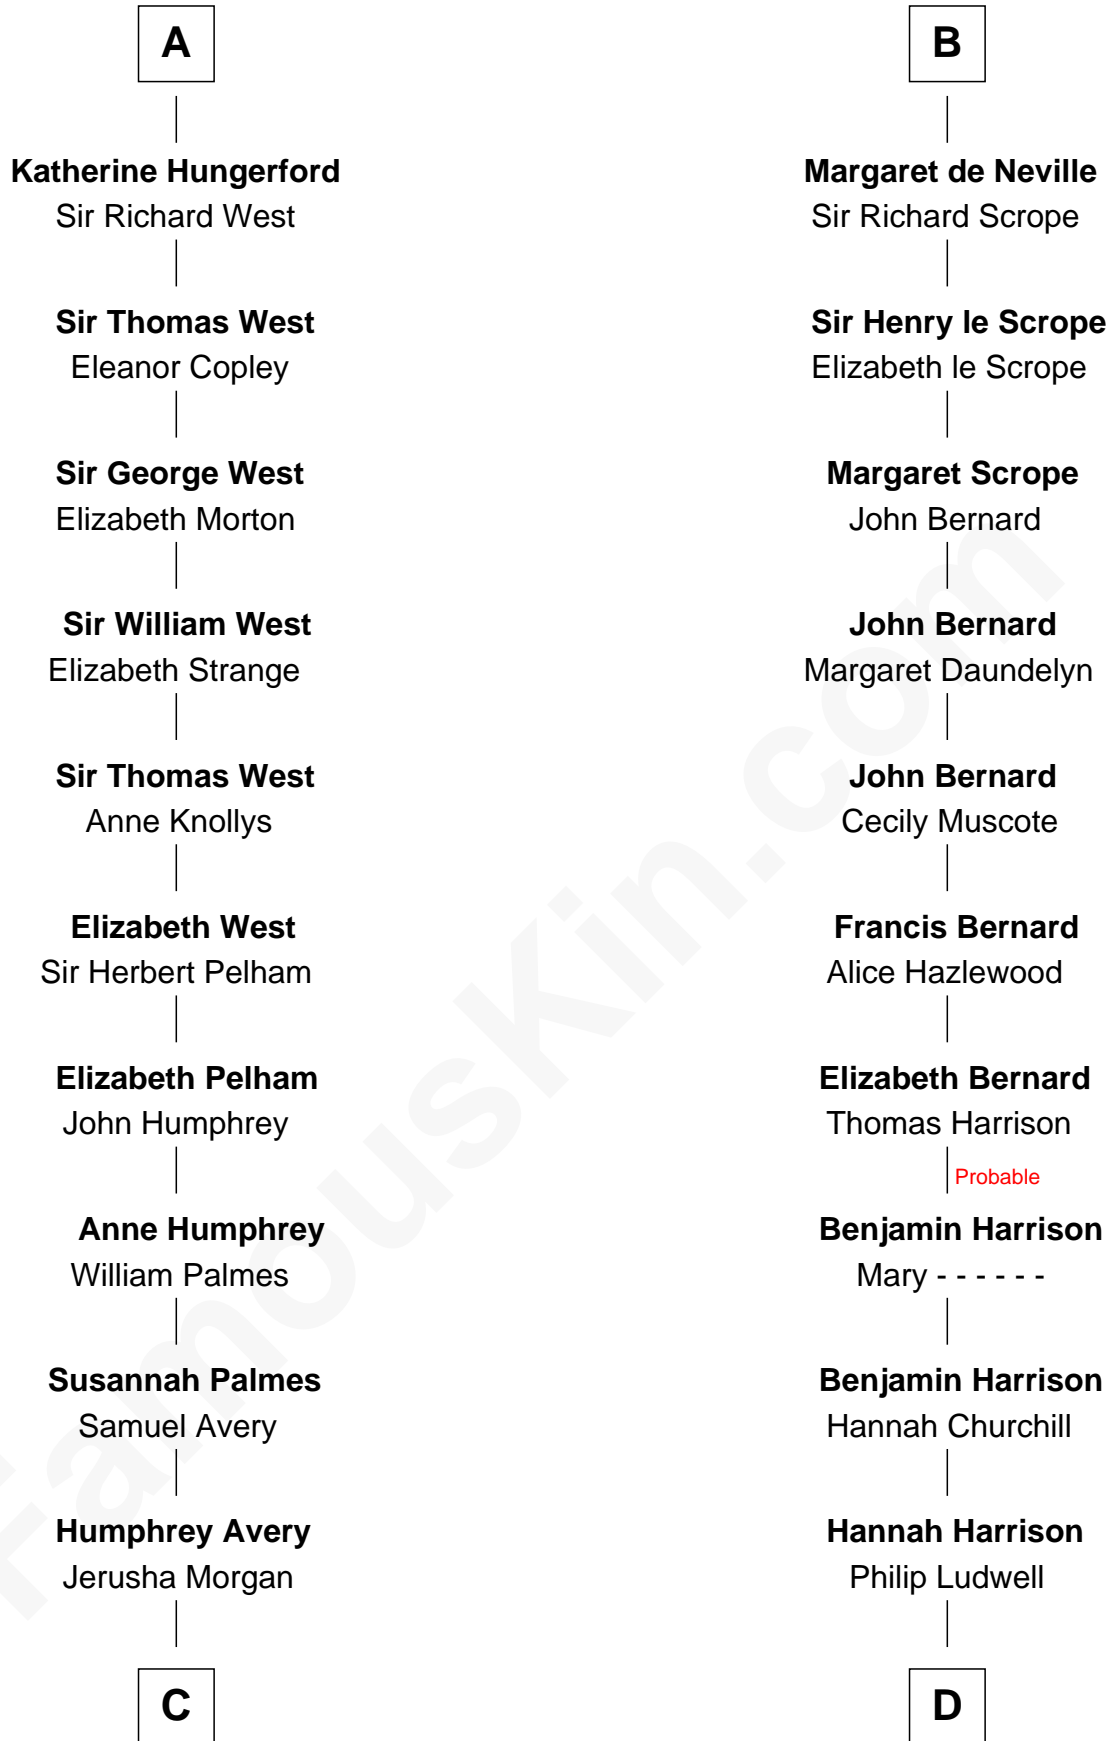 A
Katherine Hungerford
Sir Richard West
Sir Thomas West
Eleanor Copley
Sir George West
Elizabeth Morton
Sir William West
Elizabeth Strange
Sir Thomas West
Anne Knollys
Elizabeth West
Sir Herbert Pelham
Elizabeth Pelham
John Humphrey
Anne Humphrey
William Palmes
Susannah Palmes
Samuel Avery
Humphrey Avery
Jerusha Morgan
C
B
Margaret de Neville
Sir Richard Scrope
Sir Henry le Scrope
Elizabeth le Scrope
Margaret Scrope
John Bernard
John Bernard
Margaret Daundelyn
John Bernard
Cecily Muscote
Francis Bernard
Alice Hazlewood
Elizabeth Bernard
Thomas Harrison
Probable
Benjamin Harrison
Mary - - - - - -
Benjamin Harrison
Hannah Churchill
Hannah Harrison
Philip Ludwell
D
FamousKin.com